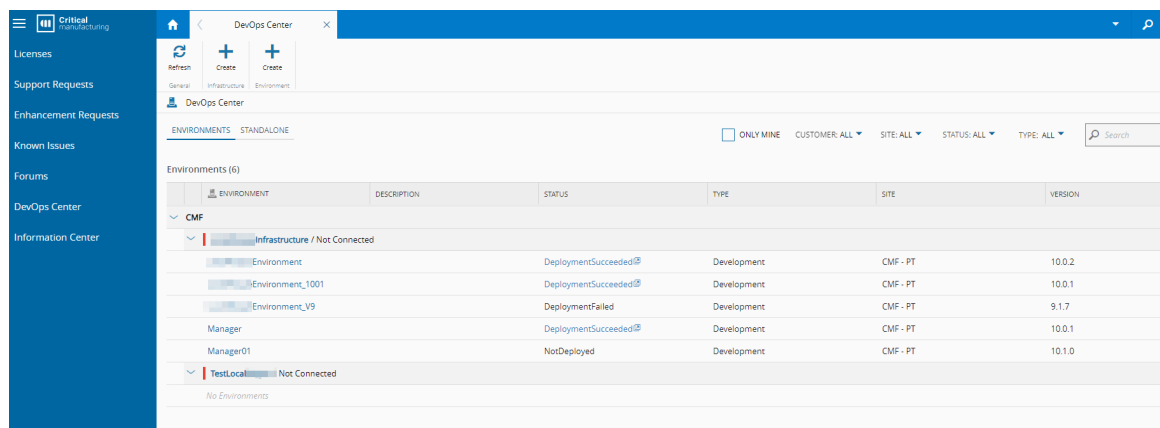 Critical
manufacturing
DevOps Center
Licenses
Support Requests
Enhancement Requests
Known Issues
Forums
DevOps Center
Information Center
Refresh
Create
Create
General
Infrastructure
Environment
DevOps Center
ENVIRONMENTS STANDALONE
ONLY MINE CUSTOMER: ALL SITE: ALL STATUS: ALL TYPE: ALL Search
Environments (6)
ENVIRONMENT DESCRIPTION STATUS TYPE SITE VERSION
CMF
Infrastructure / Not Connected
Environment DeploymentSucceeded Development CMF - PT 10.0.2
Environment_1001 DeploymentSucceeded Development CMF - PT 10.0.1
Environment_V9 DeploymentFailed Development CMF - PT 9.1.7
Manager DeploymentSucceeded Development CMF - PT 10.0.1
Manager01 NotDeployed Development CMF - PT 10.1.0
TestLocal Not Connected
No Environments